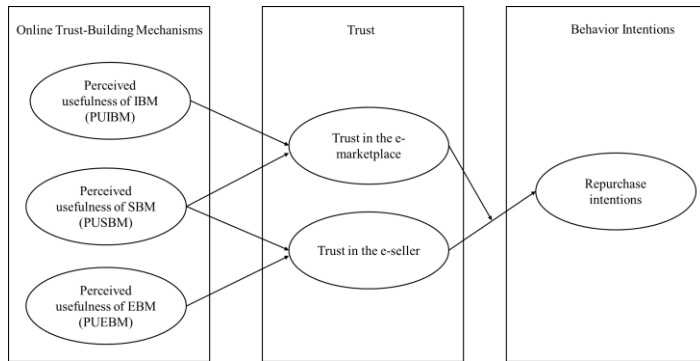 Online Trust-Building Mechanisms
Perceived
usefulness of IBM
(PUIBM)
Perceived
usefulness of SBM
(PUSBM)
Perceived
usefulness of EBM
(PUEBM)
Trust
Trust in the e-
marketplace
Trust in the e-seller
Behavior Intentions
Repurchase
intentions